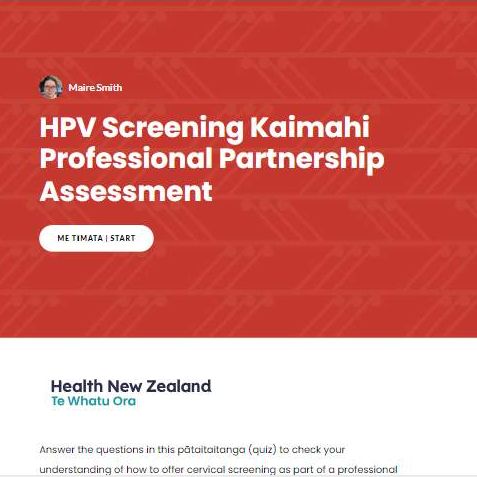 Maire Smith
HPV Screening Kaimahi
Professional Partnership
Assessment
ME TIMATA | START
Health New Zealand
Te Whatu Ora
Answer the questions in this pātaitaitanga (quiz) to check your
understanding of how to offer cervical screening as part of a professional